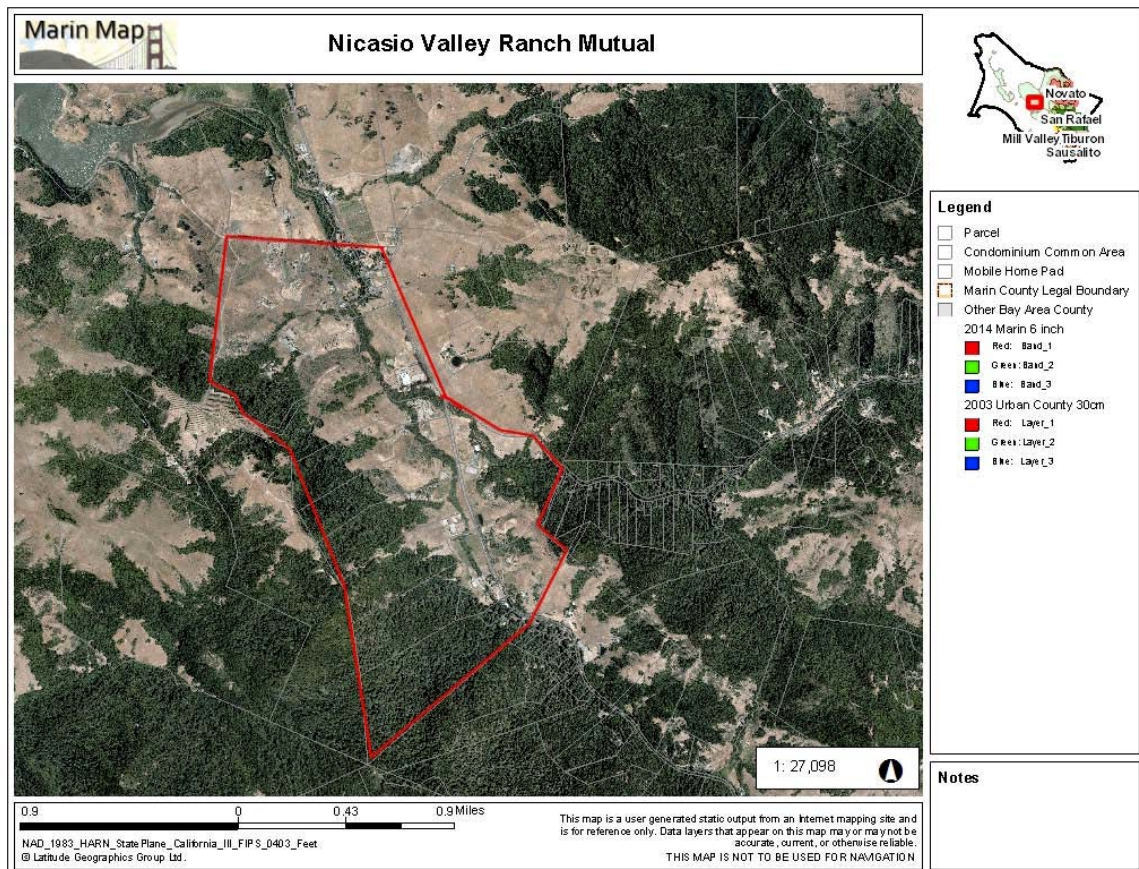 Marin Map
Nicasio Valley Ranch Mutual
Novato
San Rafael
Mill Valley Tiburon
Sausalito
Legend
Parcel
Condominium Common Area
Mobile Home Pad
Marin County Legal Boundary
Other Bay Area County
2014 Marin 6 inch
Red: Band_1
Green: Band_2
Blue: Band_3
2003 Urban County 30cm
Red: Layer_1
Green: Layer_2
Blue: Layer_3
1: 27,098
Notes
0.9 0 0.43 0.9 Miles
NAD_1983_HARN_StatePlane_California_III_FIPS_0403_Feet
© Latitude Geographics Group Ltd.
This map is a user generated static output from an Internet mapping site and
is for reference only. Data layers that appear on this map may or may not be
accurate, current, or otherwise reliable.
THIS MAP IS NOT TO BE USED FOR NAVIGATION